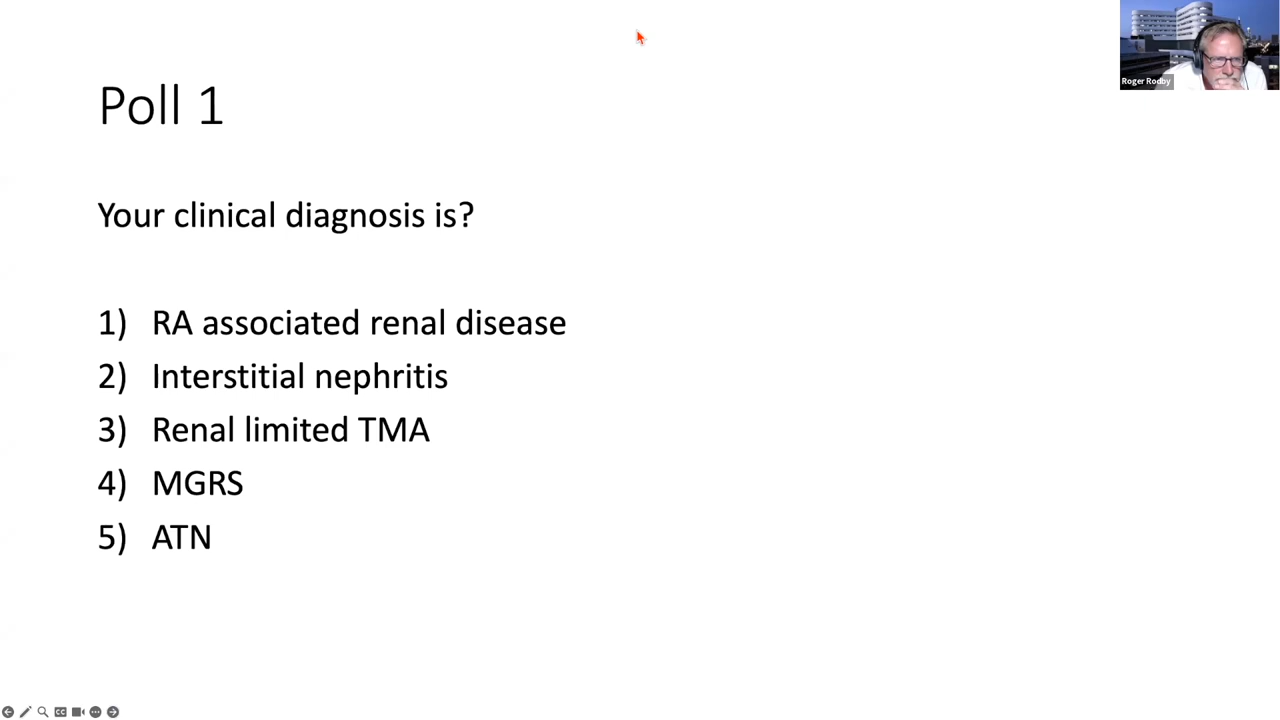 Roger Rodby
Poll 1
Your clinical diagnosis is?
1) RA associated renal disease
2) Interstitial nephritis
3) Renal limited TMA
4) MGRS
5) ATN
CC